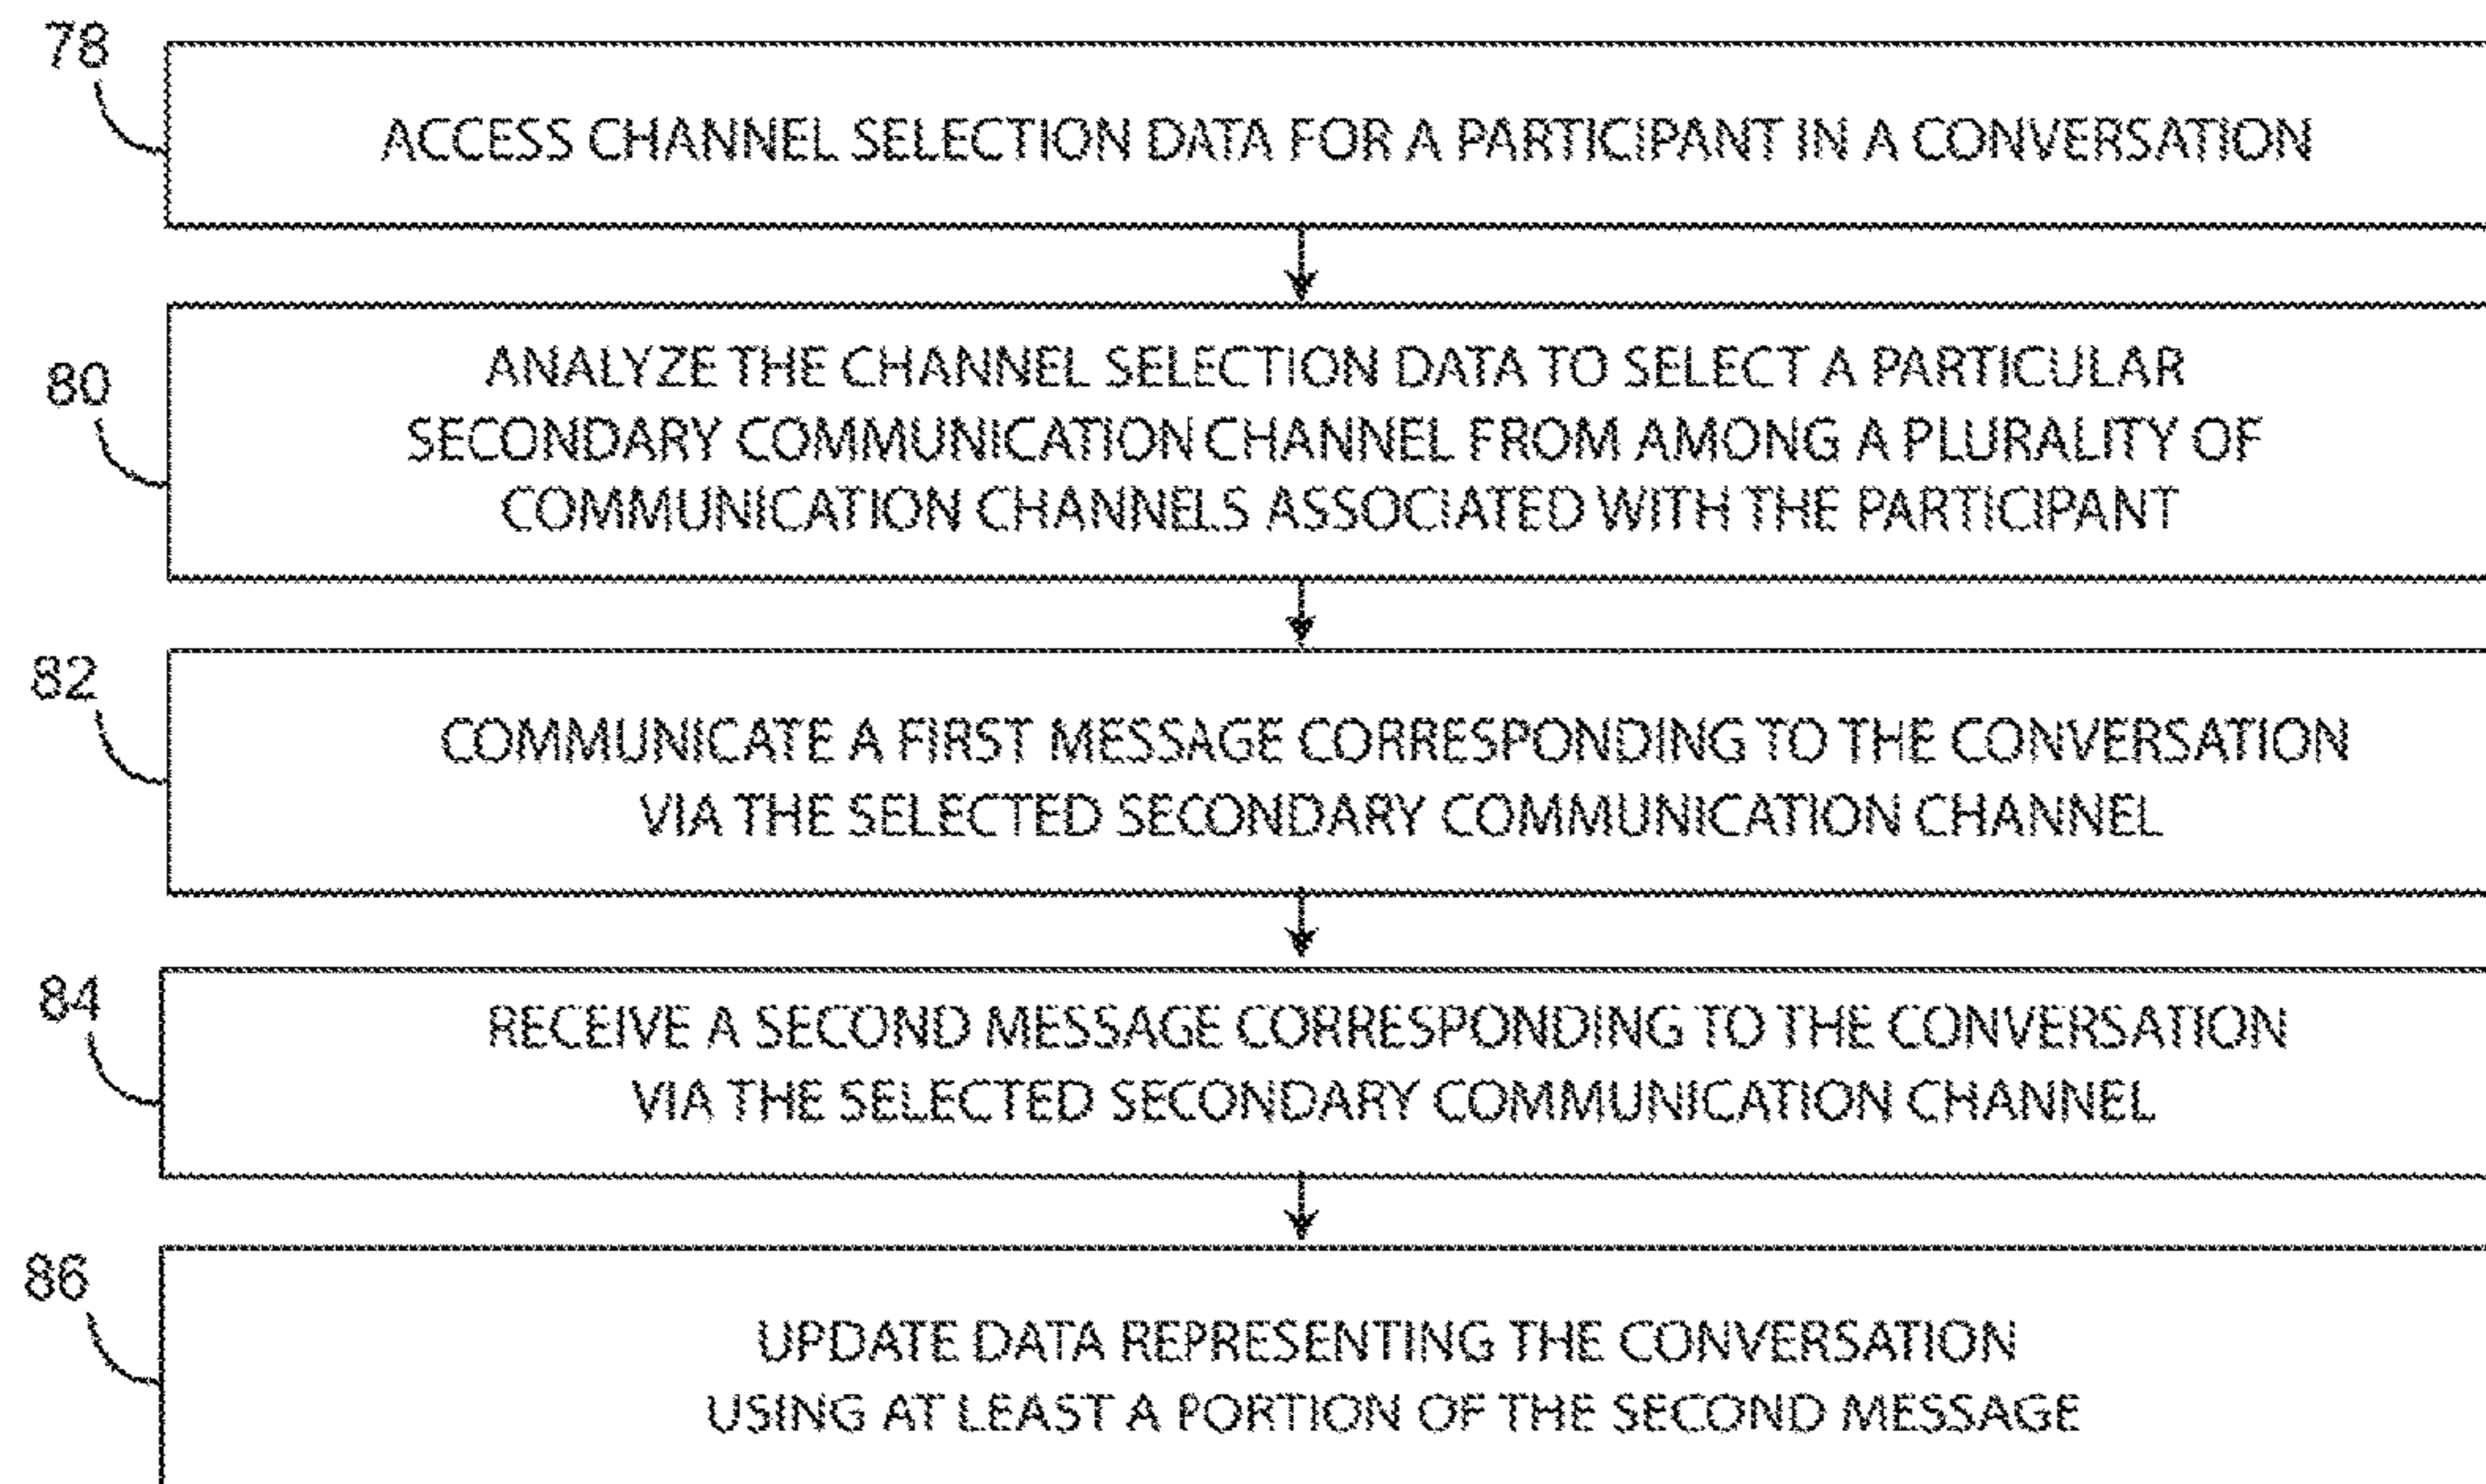 78
ACCESS CHANNEL SELECTION DATA FOR A PARTICIPANT IN A CONVERSATION
80
ANALYZE THE CHANNEL SELECTION DATA TO SELECT A PARTICULAR
SECONDARY COMMUNICATION CHANNEL FROM AMONG A PLURALITY OF
COMMUNICATION CHANNELS ASSOCIATED WITH THE PARTICIPANT
82
COMMUNICATE A FIRST MESSAGE CORRESPONDING TO THE CONVERSATION
VIA THE SELECTED SECONDARY COMMUNICATION CHANNEL
84
RECEIVE A SECOND MESSAGE CORRESPONDING TO THE CONVERSATION
VIA THE SELECTED SECONDARY COMMUNICATION CHANNEL
86
UPDATE DATA REPRESENTING THE CONVERSATION
USING AT LEAST A PORTION OF THE SECOND MESSAGE